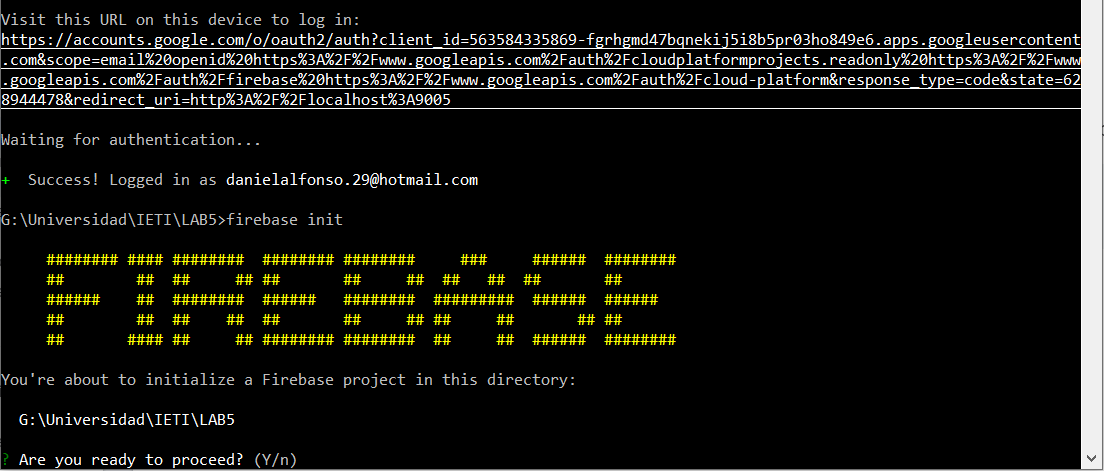 Visit this URL on this device to log in:
https://accounts.google.com/o/oauth2/auth?client_id=563584335869-fgrhgmd47bqnekij5i8b5pr03ho849e6.apps.googleusercontent
.com&scope=email%20openid%20https%3A%2F%2Fwww.googleapis.com%2Fauth%2Fcloudplatformprojects.readonly%20https%3A%2F%2Fwww
.googleapis.com%2Fauth%2Ffirebase%20https%3A%2F%2Fwww.googleapis.com%2Fauth%2Fcloud-platform&response_type=code&state=62
8944478&redirect_uri=http%3A%2F%2Flocalhost%3A9005
Waiting for authentication...
+  Success! Logged in as danielalfonso.29@hotmail.com
G:\Universidad\IETI\LAB5>firebase init
     ######## #### ########  ######## ########     ###     ######  ########
     ##        ##  ##     ## ##       ##     ##  ##   ##  ##       ##
     ######    ##  ########  ######   ########  #########  ######  ######
     ##        ##  ##    ##  ##       ##     ## ##     ##       ## ##
     ##       #### ##     ## ######## ########  ##     ##  ######  ########
You're about to initialize a Firebase project in this directory:
  G:\Universidad\IETI\LAB5
? Are you ready to proceed? (Y/n)